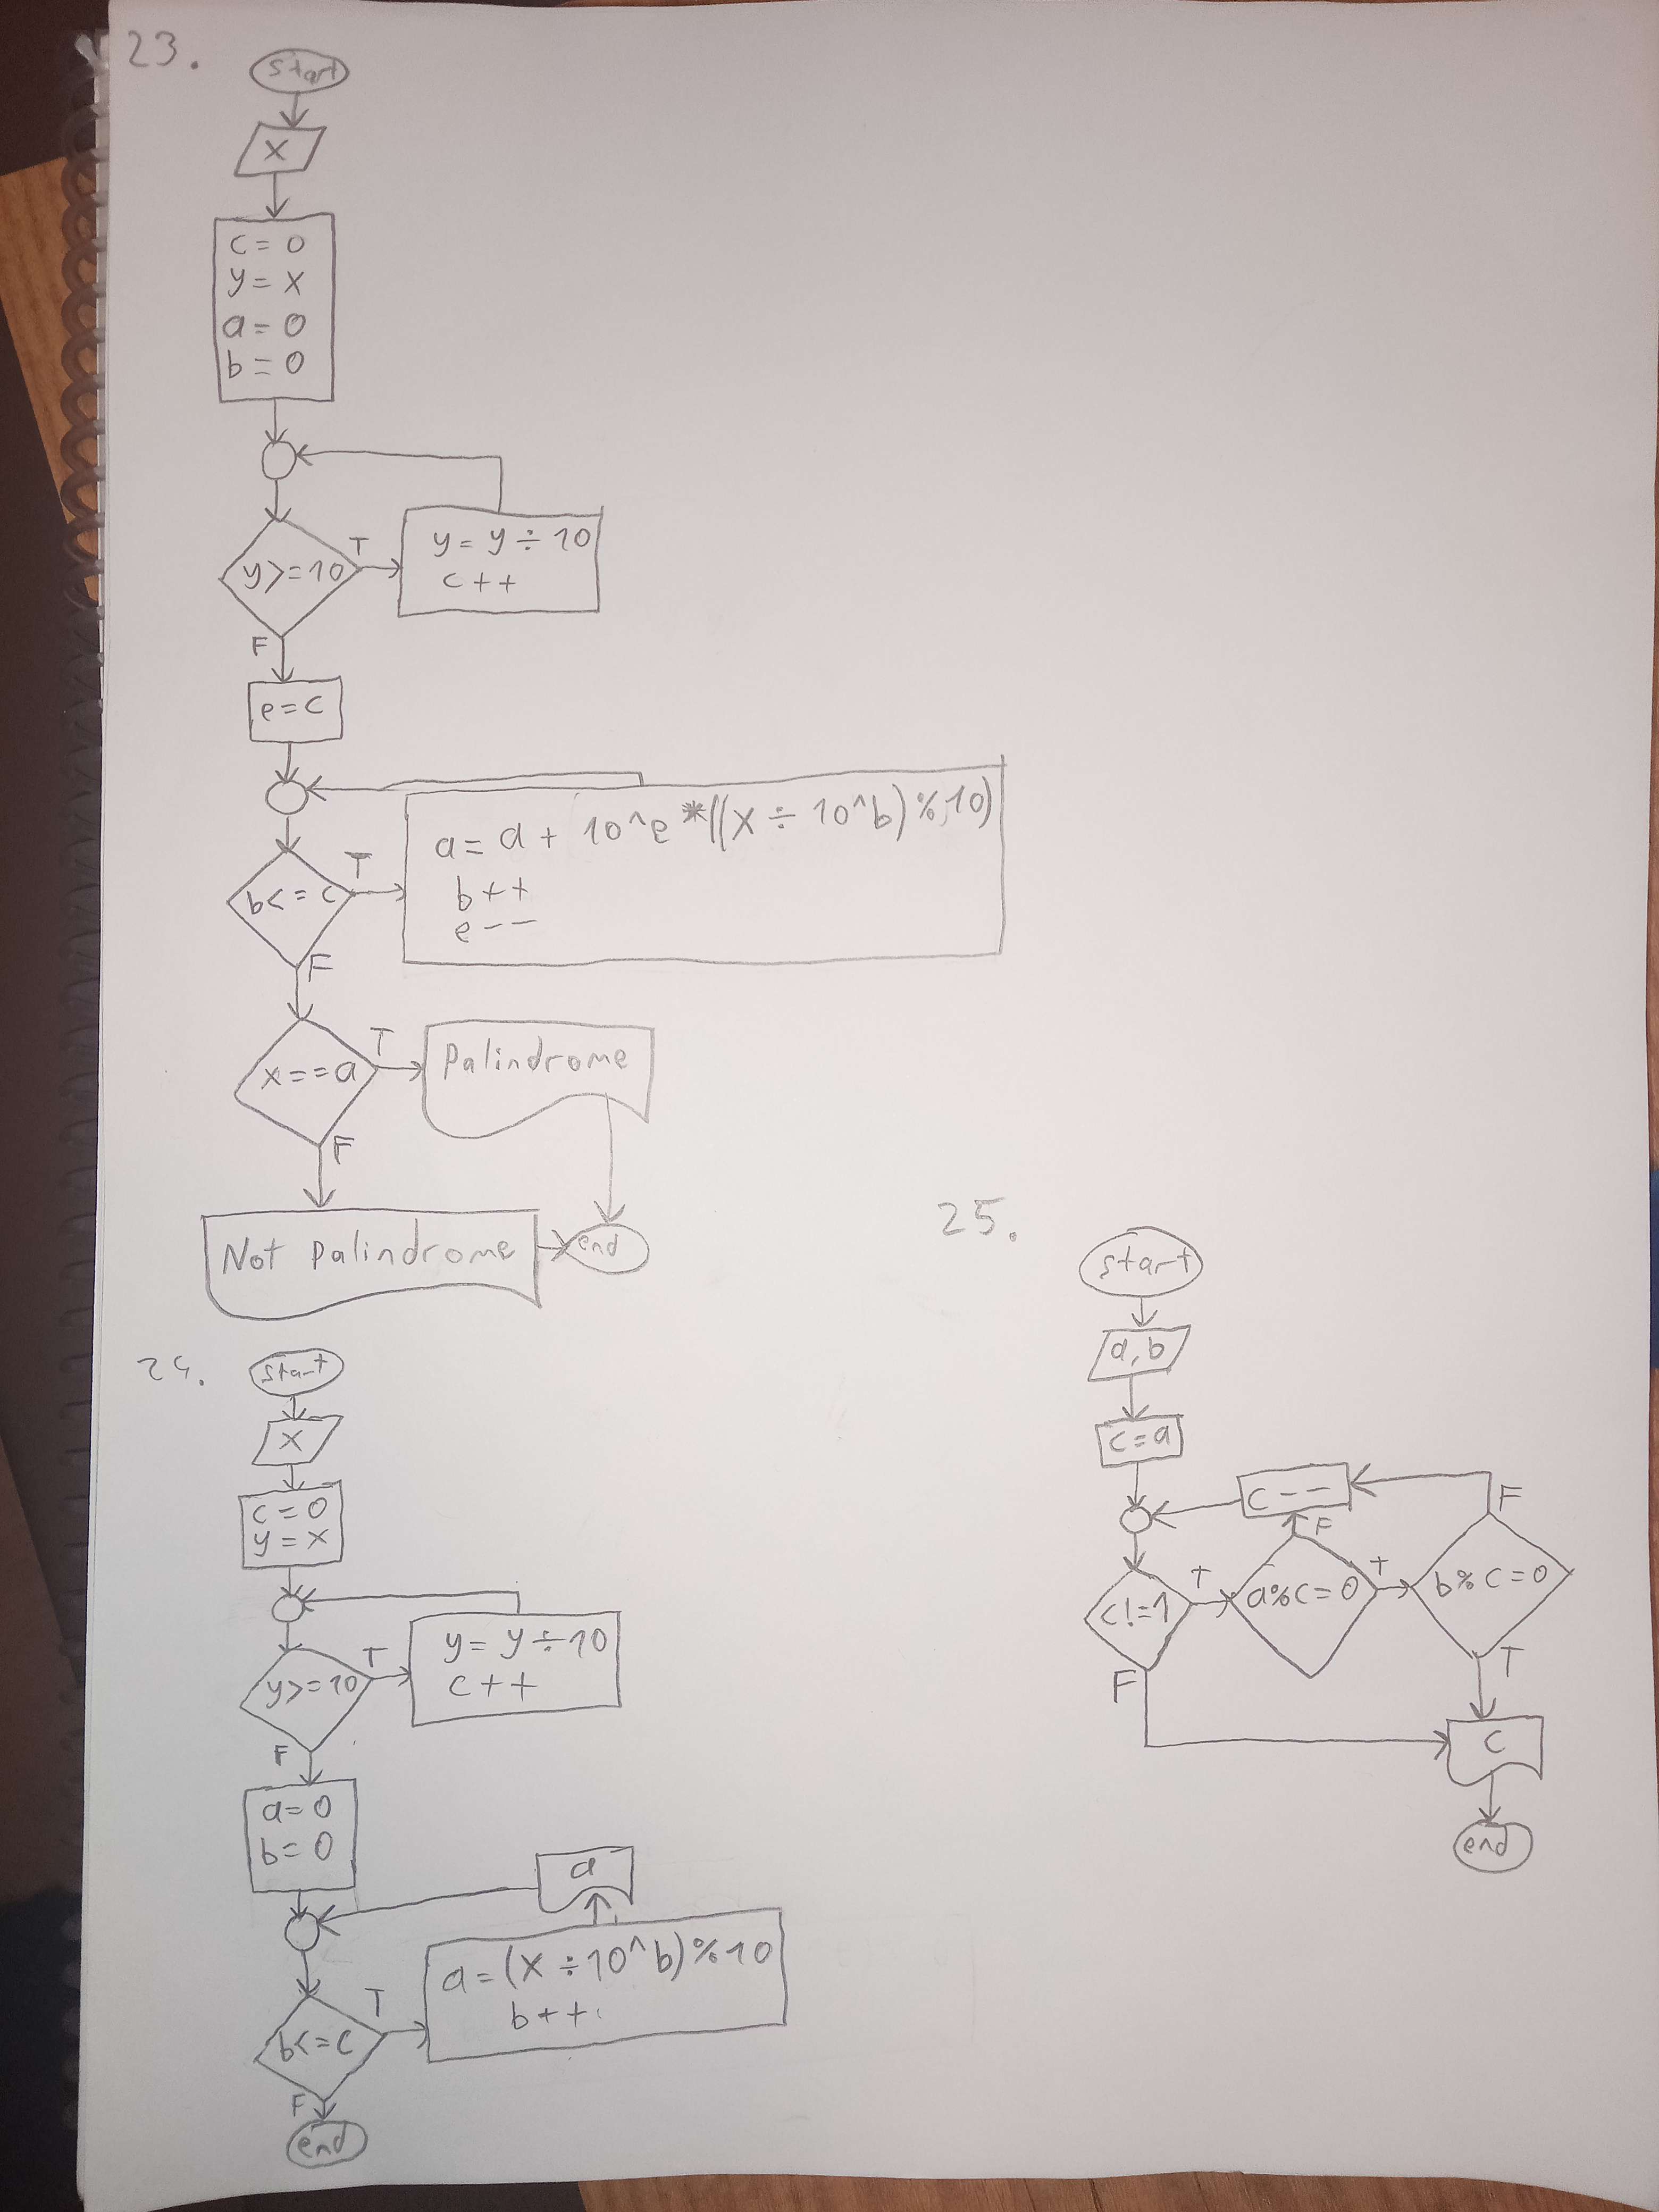 23.
start
x
c = 0
y = x
a = 0
b = 0
y >= 10
T
y = y ÷ 10
c ++
F
e = c
b <= c
T
a = a + 10^e * ((x ÷ 10^b) % 10)
b ++
e --
F
x == a
T
Palindrome
F
Not Palindrome
end
24.
start
x
c = 0
y = x
y >= 10
T
y = y ÷ 10
c ++
F
a = 0
b = 0
a
b <= c
T
a = (x ÷ 10^b) % 10
b ++
F
end
25.
start
a, b
c = a
c --
c != 1
T
a % c = 0
F
T
b % c = 0
F
T
F
c
end